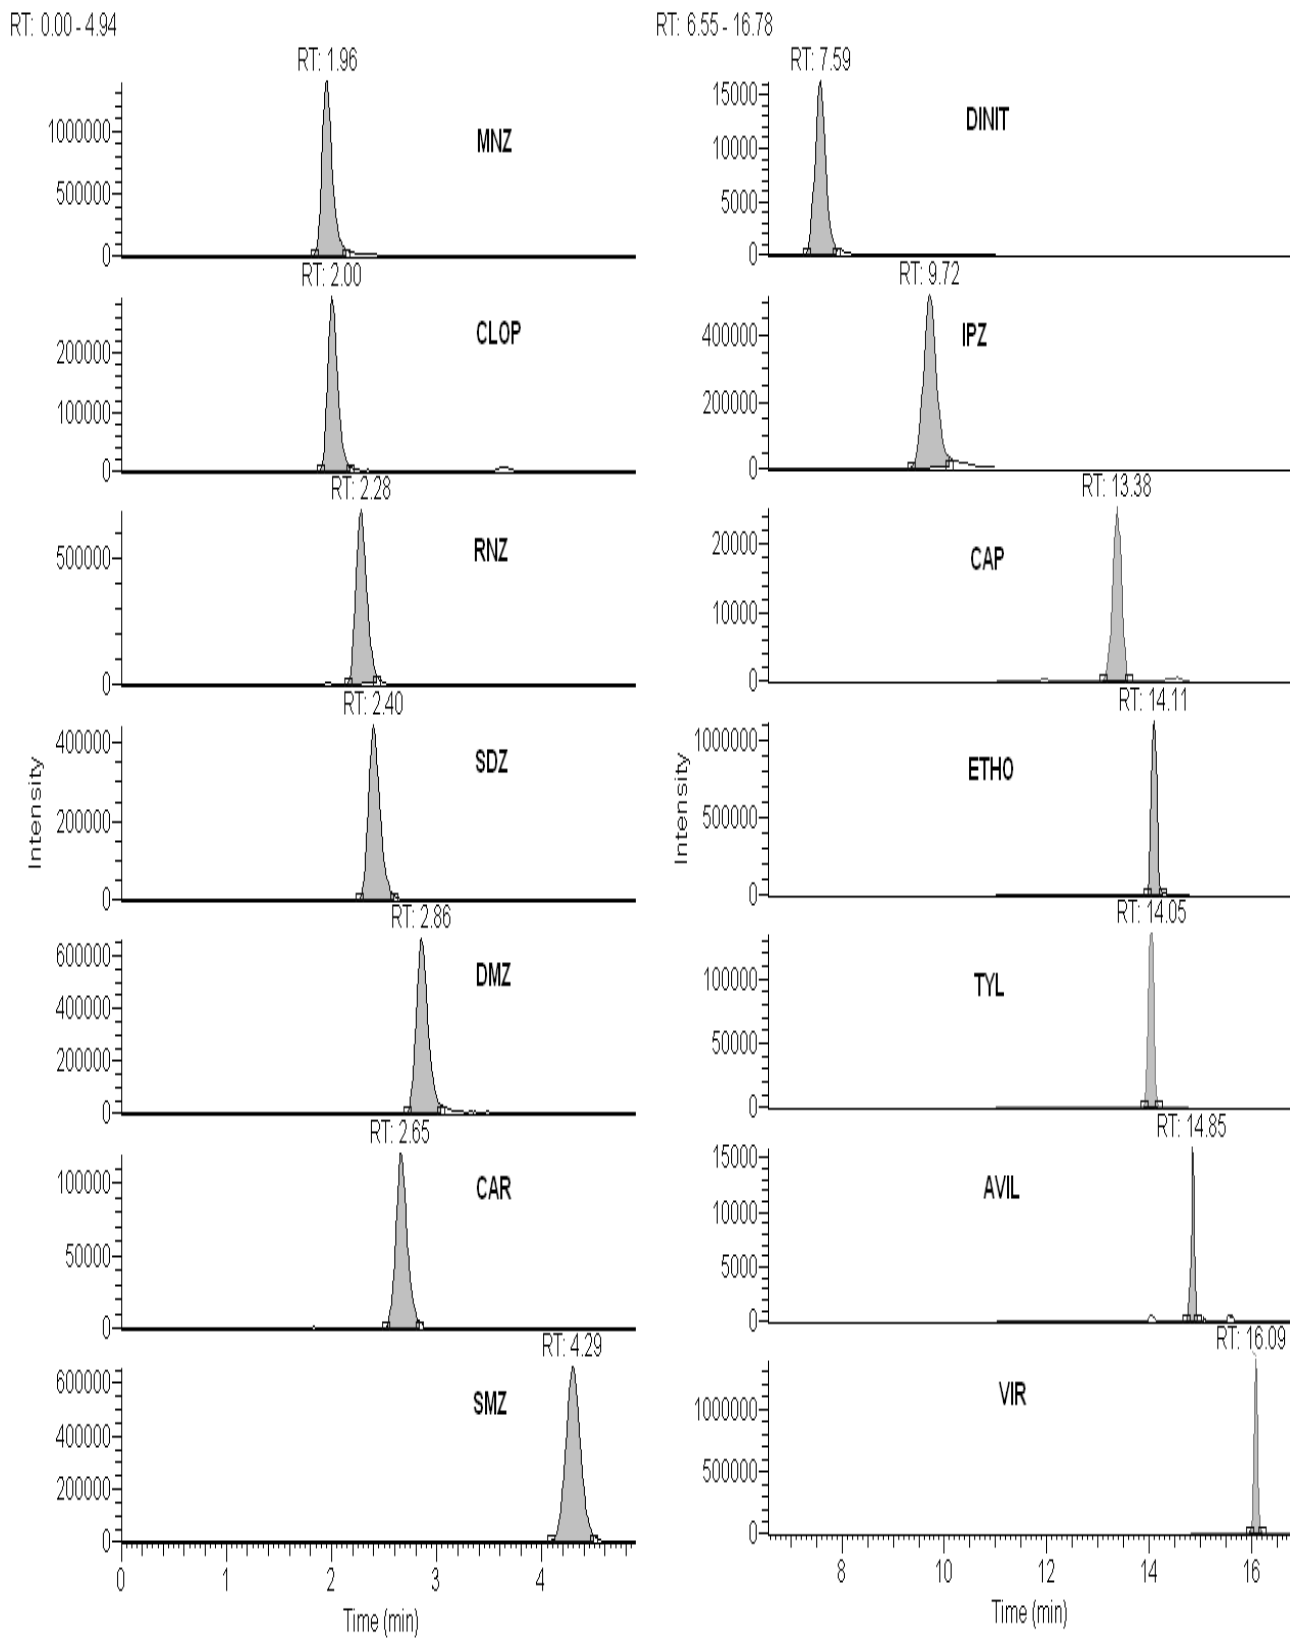 RT: 0.00 - 4.94
RT: 1.96
1000000
500000
0
MNZ
RT: 2.00
200000
100000
0
CLOP
RT: 2.28
500000
0
RNZ
RT: 2.40
400000
200000
0
SDZ
Intensity
RT: 2.86
600000
400000
200000
0
DMZ
RT: 2.65
100000
50000
0
CAR
RT: 4.29
600000
400000
200000
0
SMZ
0 1 2 3 4
Time (min)
RT: 6.55 - 16.78
RT: 7.59
15000
10000
5000
0
DINIT
RT: 9.72
400000
200000
0
IPZ
RT: 13.38
20000
10000
0
CAP
RT: 14.11
1000000
500000
0
ETHO
Intensity
RT: 14.05
100000
50000
0
TYL
RT: 14.85
15000
10000
5000
0
AVIL
RT: 16.09
1000000
500000
0
VIR
8 10 12 14 16
Time (min)